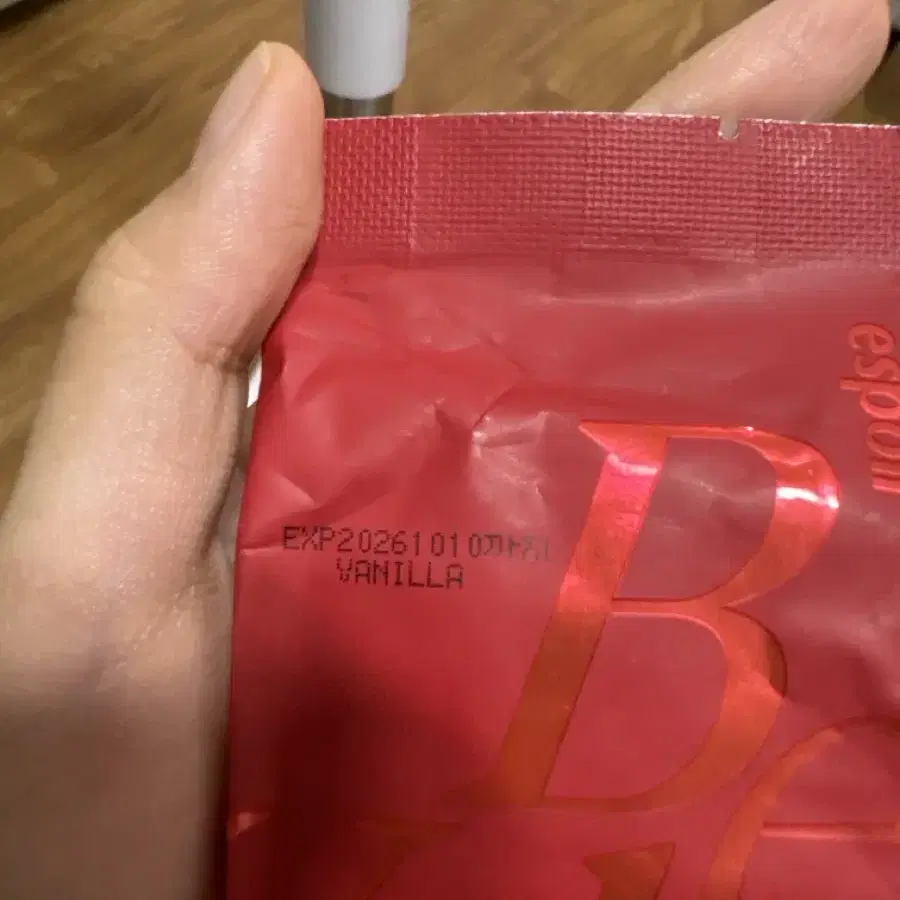 espoir
EXP20261010까지
VANILLA
B